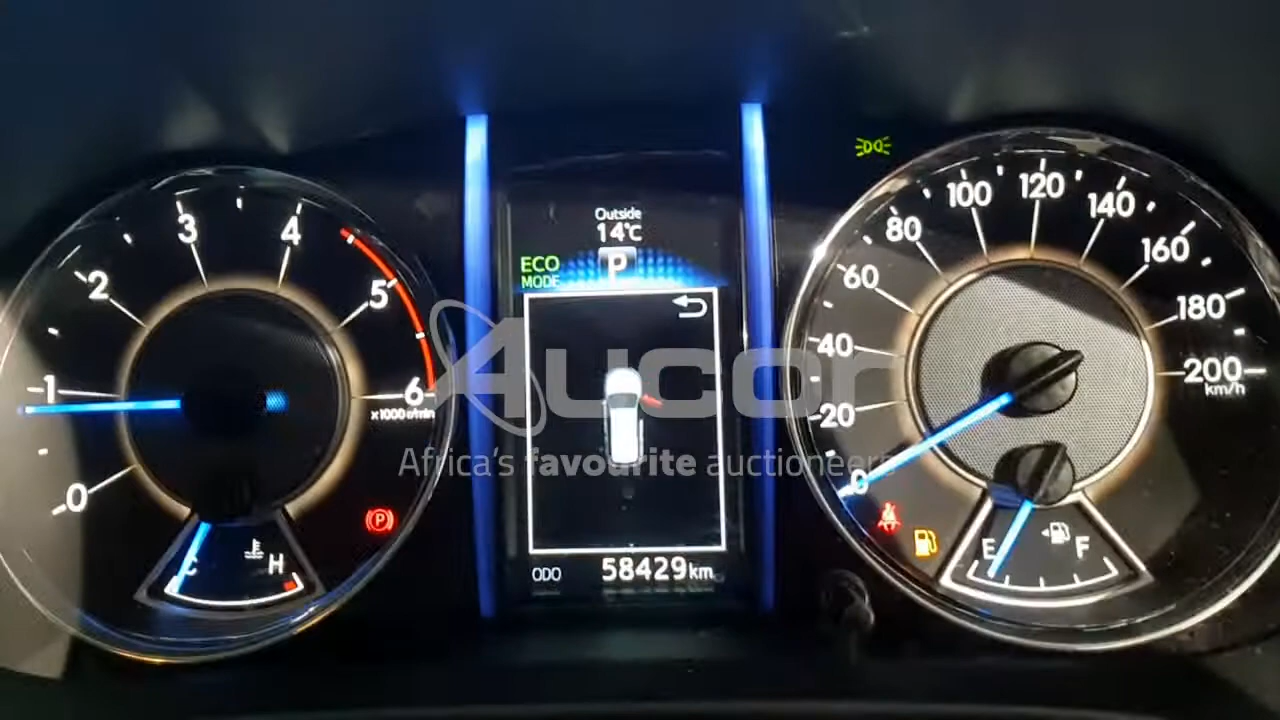 Outside
14°C
P
ECO
MODE
ODO 58429km
0
1
2
3
4
5
6
x1000 r/min
C
H
P
0
20
40
60
80
100
120
140
160
180
200
km/h
E
F
Aucor
Africa's favourite auctioneers